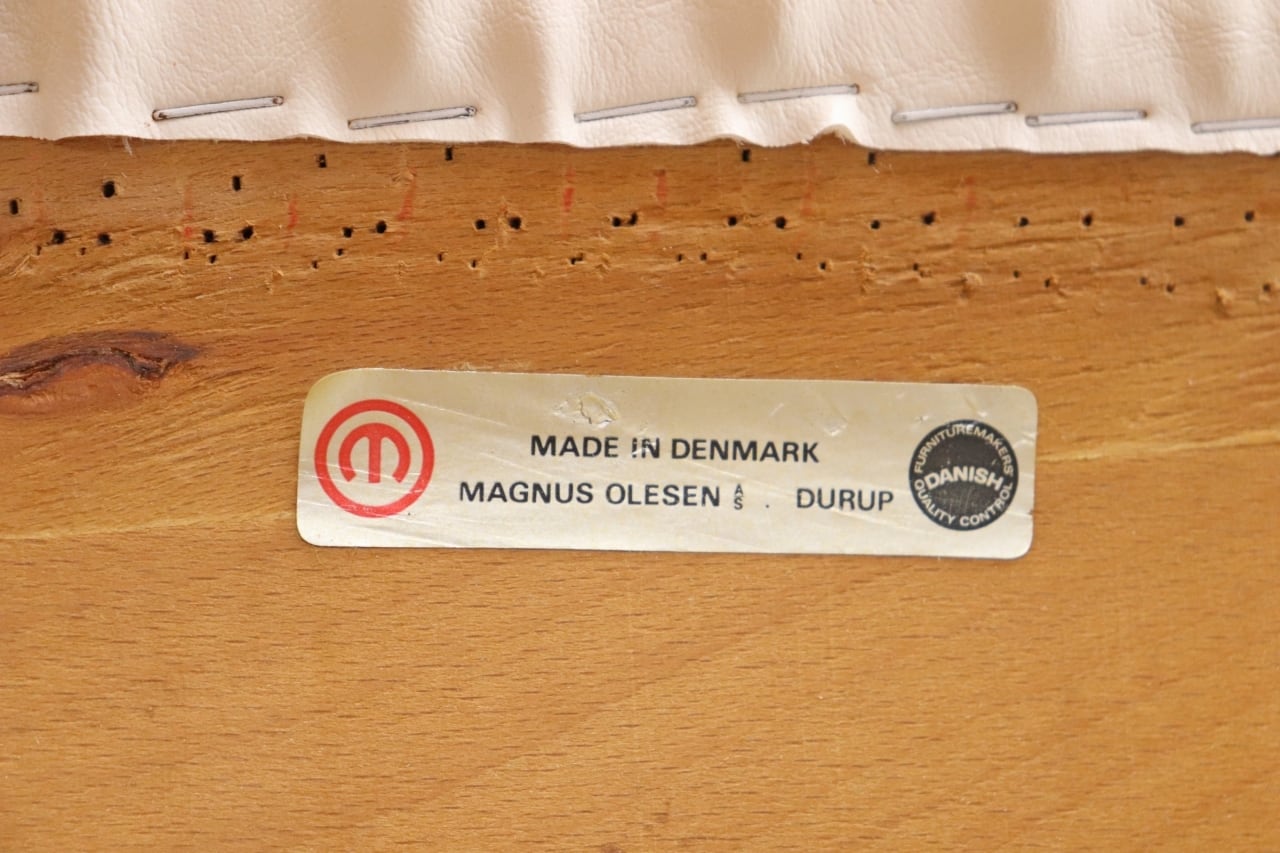 MADE IN DENMARK
MAGNUS OLESEN A/S . DURUP
FURNITUREMAKERS'
DANISH
QUALITY CONTROL